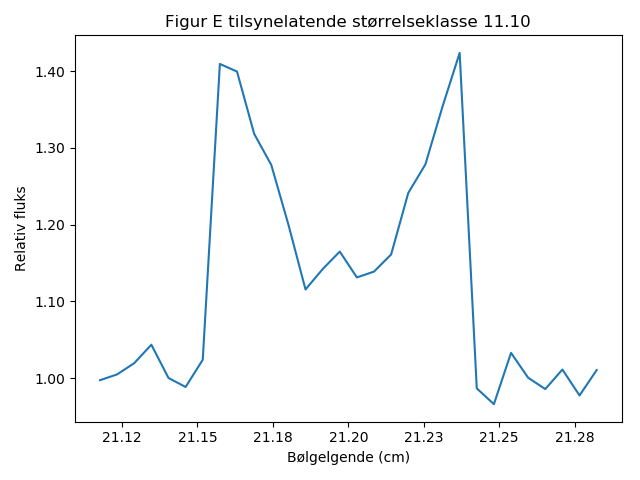 Figur E tilsynelatende størrelseklasse 11.10
Relativ fluks
1.40
1.30
1.20
1.10
1.00
21.12 21.15 21.18 21.20 21.23 21.25 21.28
Bølgelgende (cm)